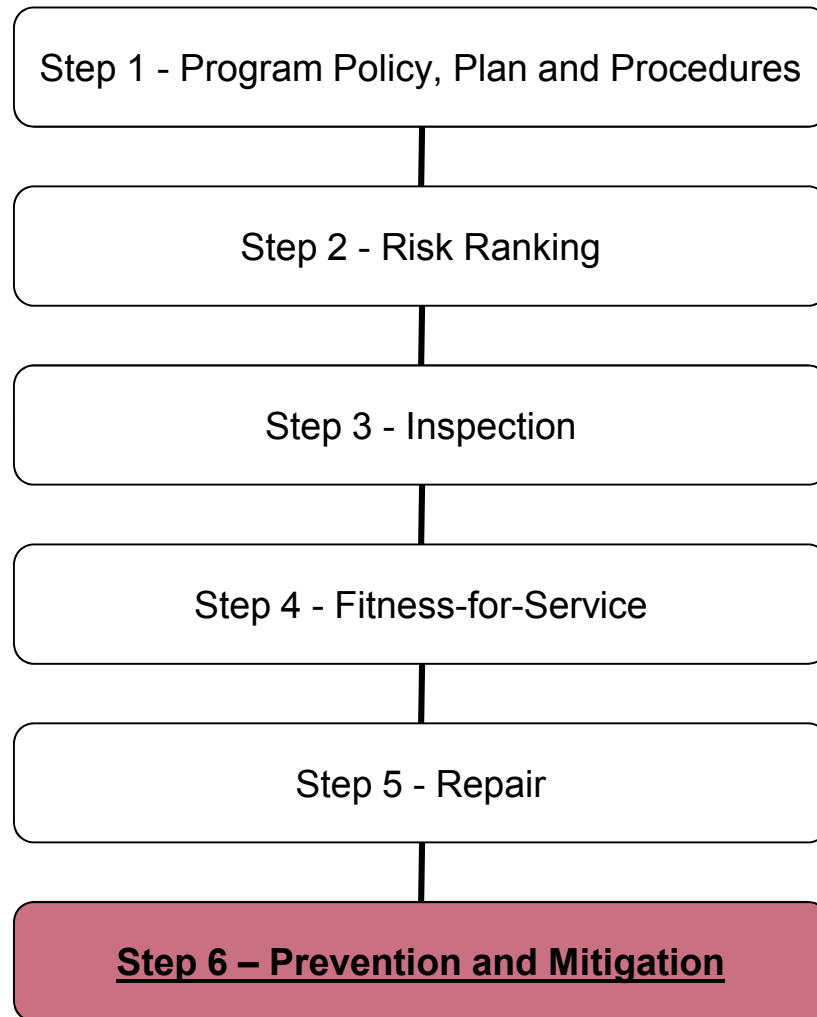 Step 1 - Program Policy, Plan and Procedures
Step 2 - Risk Ranking
Step 3 - Inspection
Step 4 - Fitness-for-Service
Step 5 - Repair
Step 6 – Prevention and Mitigation